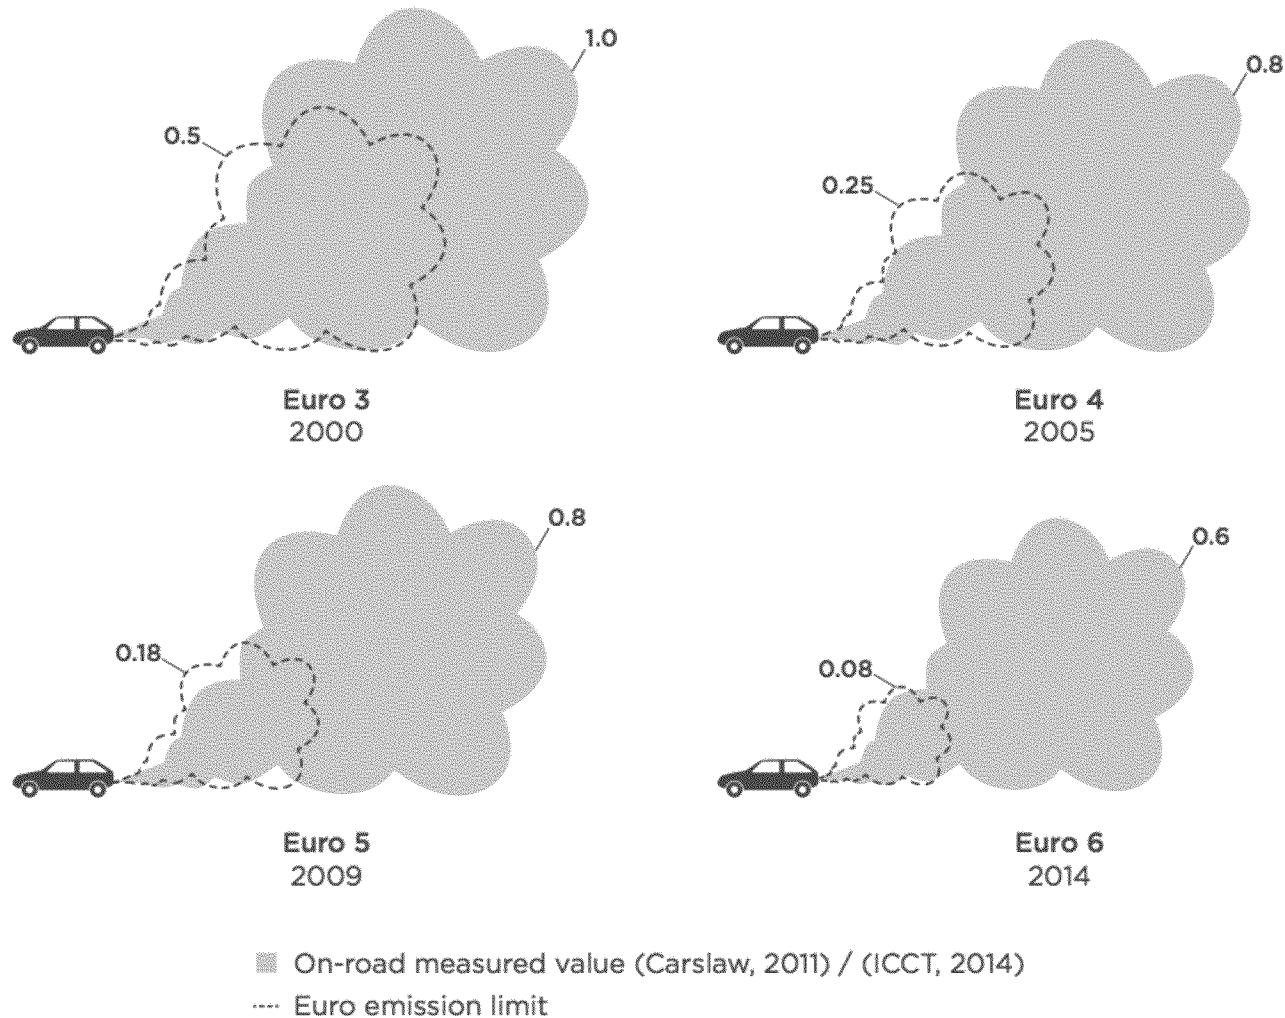 1.0
0.5
Euro 3
2000
0.8
0.25
Euro 4
2005
0.8
0.18
Euro 5
2009
0.6
0.08
Euro 6
2014
On-road measured value (Carslaw, 2011) / (ICCT, 2014)
Euro emission limit